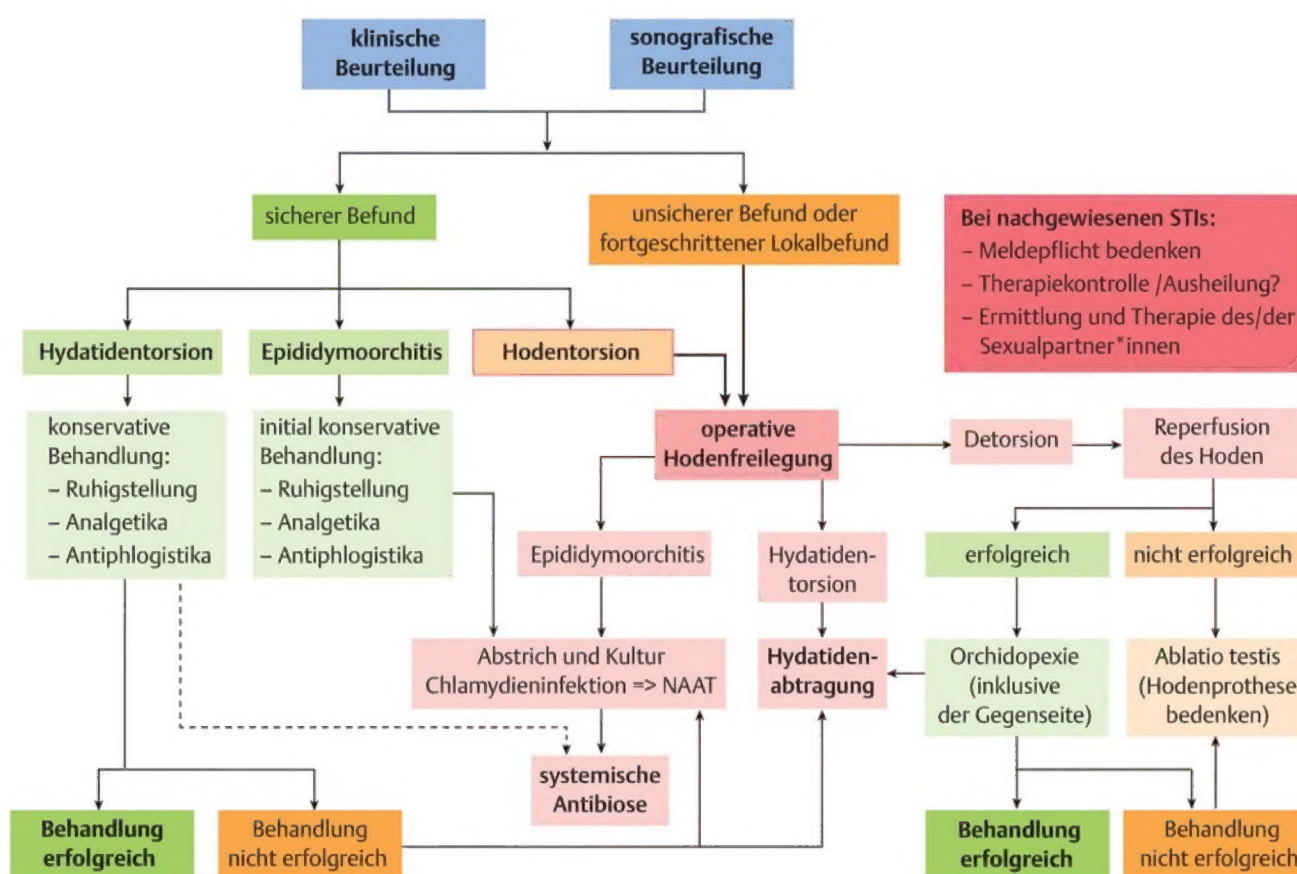 klinische
Beurteilung
sonografische
Beurteilung
sicherer Befund
unsicherer Befund oder
fortgeschrittener Lokalbefund
Bei nachgewiesenen STIs:
– Meldepflicht bedenken
– Therapiekontrolle /Ausheilung?
– Ermittlung und Therapie des/der
Sexualpartner*innen
Hydatidentorsion
Epididymoorchitis
Hodentorsion
konservative
Behandlung:
– Ruhigstellung
– Analgetika
– Antiphlogistika
initial konservative
Behandlung:
– Ruhigstellung
– Analgetika
– Antiphlogistika
operative
Hodenfreilegung
Detorsion
Reperfusion
des Hoden
Epididymoorchitis
Hydatiden-
torsion
erfolgreich
nicht erfolgreich
Abstrich und Kultur
Chlamydieninfektion => NAAT
Hydatiden-
abtragung
Orchidopexie
(inklusive
der Gegenseite)
Ablatio testis
(Hodenprothese
bedenken)
systemische
Antibiose
Behandlung
erfolgreich
Behandlung
nicht erfolgreich
Behandlung
erfolgreich
Behandlung
nicht erfolgreich